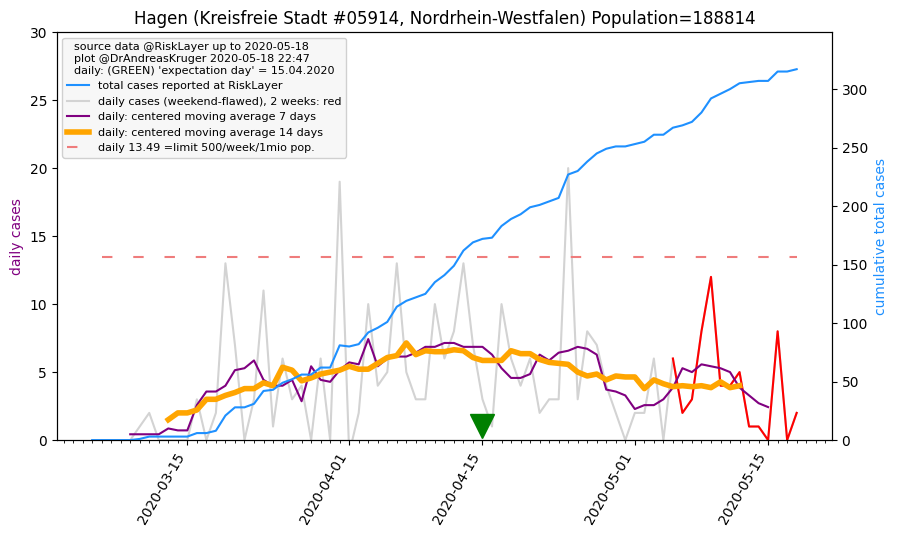 Hagen (Kreisfreie Stadt #05914, Nordrhein-Westfalen) Population=188814
source data @RiskLayer up to 2020-05-18
plot @DrAndreasKruger 2020-05-18 22:47
daily: (GREEN) 'expectation day' = 15.04.2020
total cases reported at RiskLayer
daily cases (weekend-flawed), 2 weeks: red
daily: centered moving average 7 days
daily: centered moving average 14 days
daily 13.49 =limit 500/week/1mio pop.
daily cases
30
25
20
15
10
5
0
cumulative total cases
300
250
200
150
100
50
0
2020-03-15
2020-04-01
2020-04-15
2020-05-01
2020-05-15